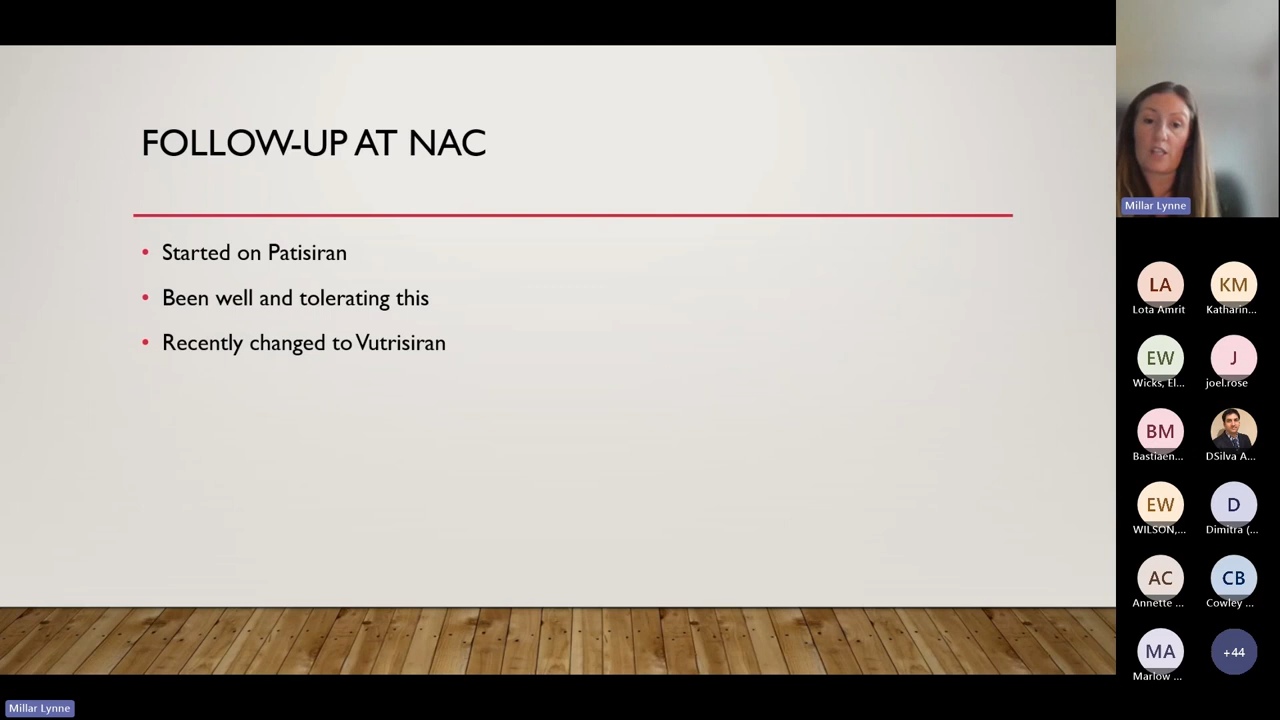 FOLLOW-UP AT NAC
• Started on Patisiran
• Been well and tolerating this
• Recently changed to Vutrisiran
Millar Lynne
LA KM
Lota Amrit Katharin...
EW J
Wicks, El... joel.rose
BM
Bastiaen... DSilva A...
EW D
WILSON,... Dimitra (...
AC CB
Annette ... Cowley ...
MA +44
Marlow ...
Millar Lynne